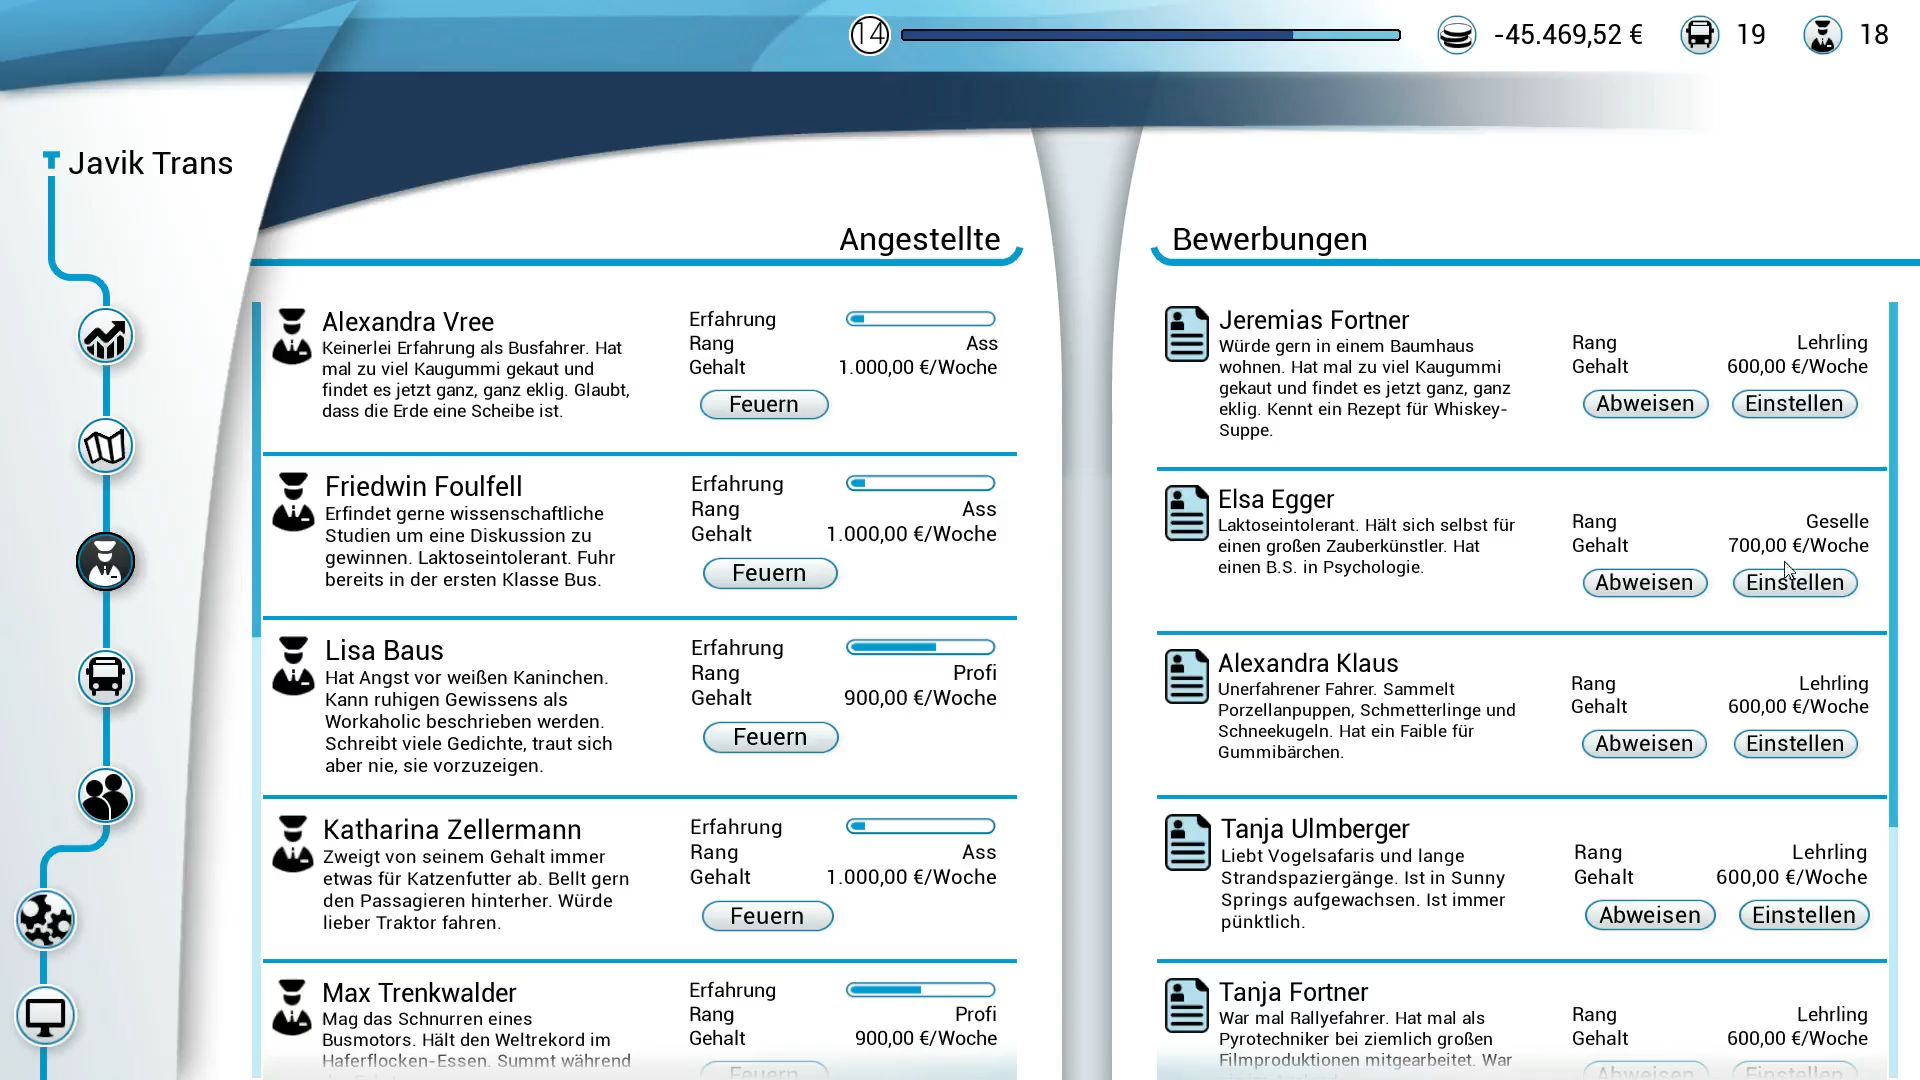 14
-45.469,52 €
19
18
Javik Trans
Angestellte
Alexandra Vree
Keinerlei Erfahrung als Busfahrer. Hat
mal zu viel Kaugummi gekaut und
findet es jetzt ganz, ganz eklig. Glaubt,
dass die Erde eine Scheibe ist.
Erfahrung
Rang Ass
Gehalt 1.000,00 €/Woche
Feuern
Friedwin Foulfell
Erfindet gerne wissenschaftliche
Studien um eine Diskussion zu
gewinnen. Laktoseintolerant. Fuhr
bereits in der ersten Klasse Bus.
Erfahrung
Rang Ass
Gehalt 1.000,00 €/Woche
Feuern
Lisa Baus
Hat Angst vor weißen Kaninchen.
Kann ruhigen Gewissens als
Workaholic beschrieben werden.
Schreibt viele Gedichte, traut sich
aber nie, sie vorzuzeigen.
Erfahrung
Rang Profi
Gehalt 900,00 €/Woche
Feuern
Katharina Zellermann
Zweigt von seinem Gehalt immer
etwas für Katzenfutter ab. Bellt gern
den Passagieren hinterher. Würde
lieber Traktor fahren.
Erfahrung
Rang Ass
Gehalt 1.000,00 €/Woche
Feuern
Max Trenkwalder
Mag das Schnurren eines
Busmotors. Hält den Weltrekord im
Haferflocken-Essen. Summt während
Erfahrung
Rang Profi
Gehalt 900,00 €/Woche
Feuern
Bewerbungen
Jeremias Fortner
Würde gern in einem Baumhaus
wohnen. Hat mal zu viel Kaugummi
gekaut und findet es jetzt ganz, ganz
eklig. Kennt ein Rezept für Whiskey-
Suppe.
Rang Lehrling
Gehalt 600,00 €/Woche
Abweisen Einstellen
Elsa Egger
Laktoseintolerant. Hält sich selbst für
einen großen Zauberkünstler. Hat
einen B.S. in Psychologie.
Rang Geselle
Gehalt 700,00 €/Woche
Abweisen Einstellen
Alexandra Klaus
Unerfahrener Fahrer. Sammelt
Porzellanpuppen, Schmetterlinge und
Schneekugeln. Hat ein Faible für
Gummibärchen.
Rang Lehrling
Gehalt 600,00 €/Woche
Abweisen Einstellen
Tanja Ulmberger
Liebt Vogelsafaris und lange
Strandspaziergänge. Ist in Sunny
Springs aufgewachsen. Ist immer
pünktlich.
Rang Lehrling
Gehalt 600,00 €/Woche
Abweisen Einstellen
Tanja Fortner
War mal Rallyefahrer. Hat mal als
Pyrotechniker bei ziemlich großen
Filmproduktionen mitgearbeitet. War
Rang Lehrling
Gehalt 600,00 €/Woche
Abweisen Einstellen